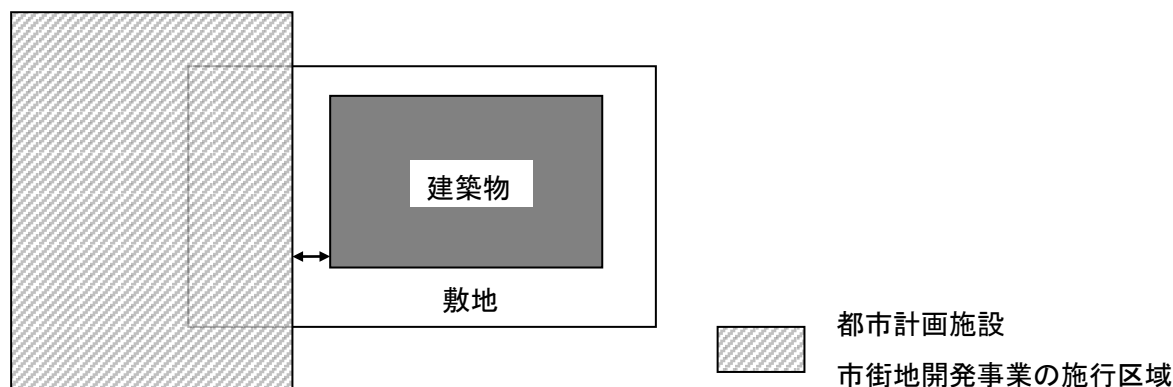 建築物
敷地
都市計画施設
市街地開発事業の施行区域